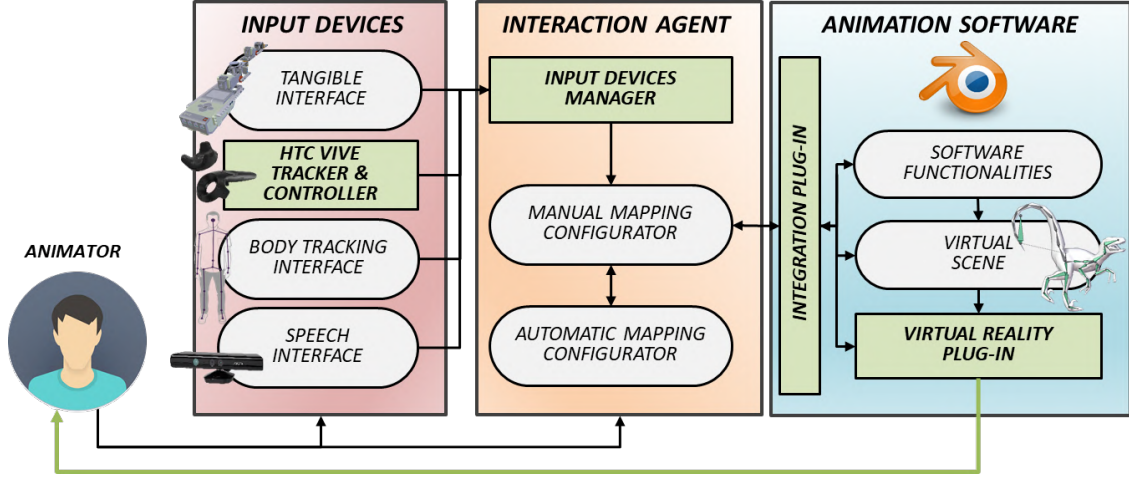 INPUT DEVICES
TANGIBLE
INTERFACE
HTC VIVE
TRACKER &
CONTROLLER
BODY TRACKING
INTERFACE
SPEECH
INTERFACE
ANIMATOR
INTERACTION AGENT
INPUT DEVICES
MANAGER
MANUAL MAPPING
CONFIGURATOR
AUTOMATIC MAPPING
CONFIGURATOR
ANIMATION SOFTWARE
INTEGRATION PLUG-IN
SOFTWARE
FUNCTIONALITIES
VIRTUAL
SCENE
VIRTUAL REALITY
PLUG-IN